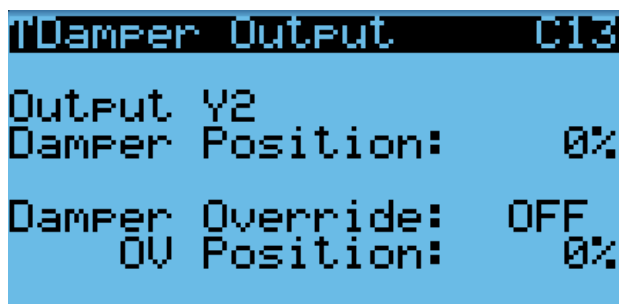 ↑Damper Output C13
Output Y2
Damper Position: 0%
Damper Override: OFF
OV Position: 0%